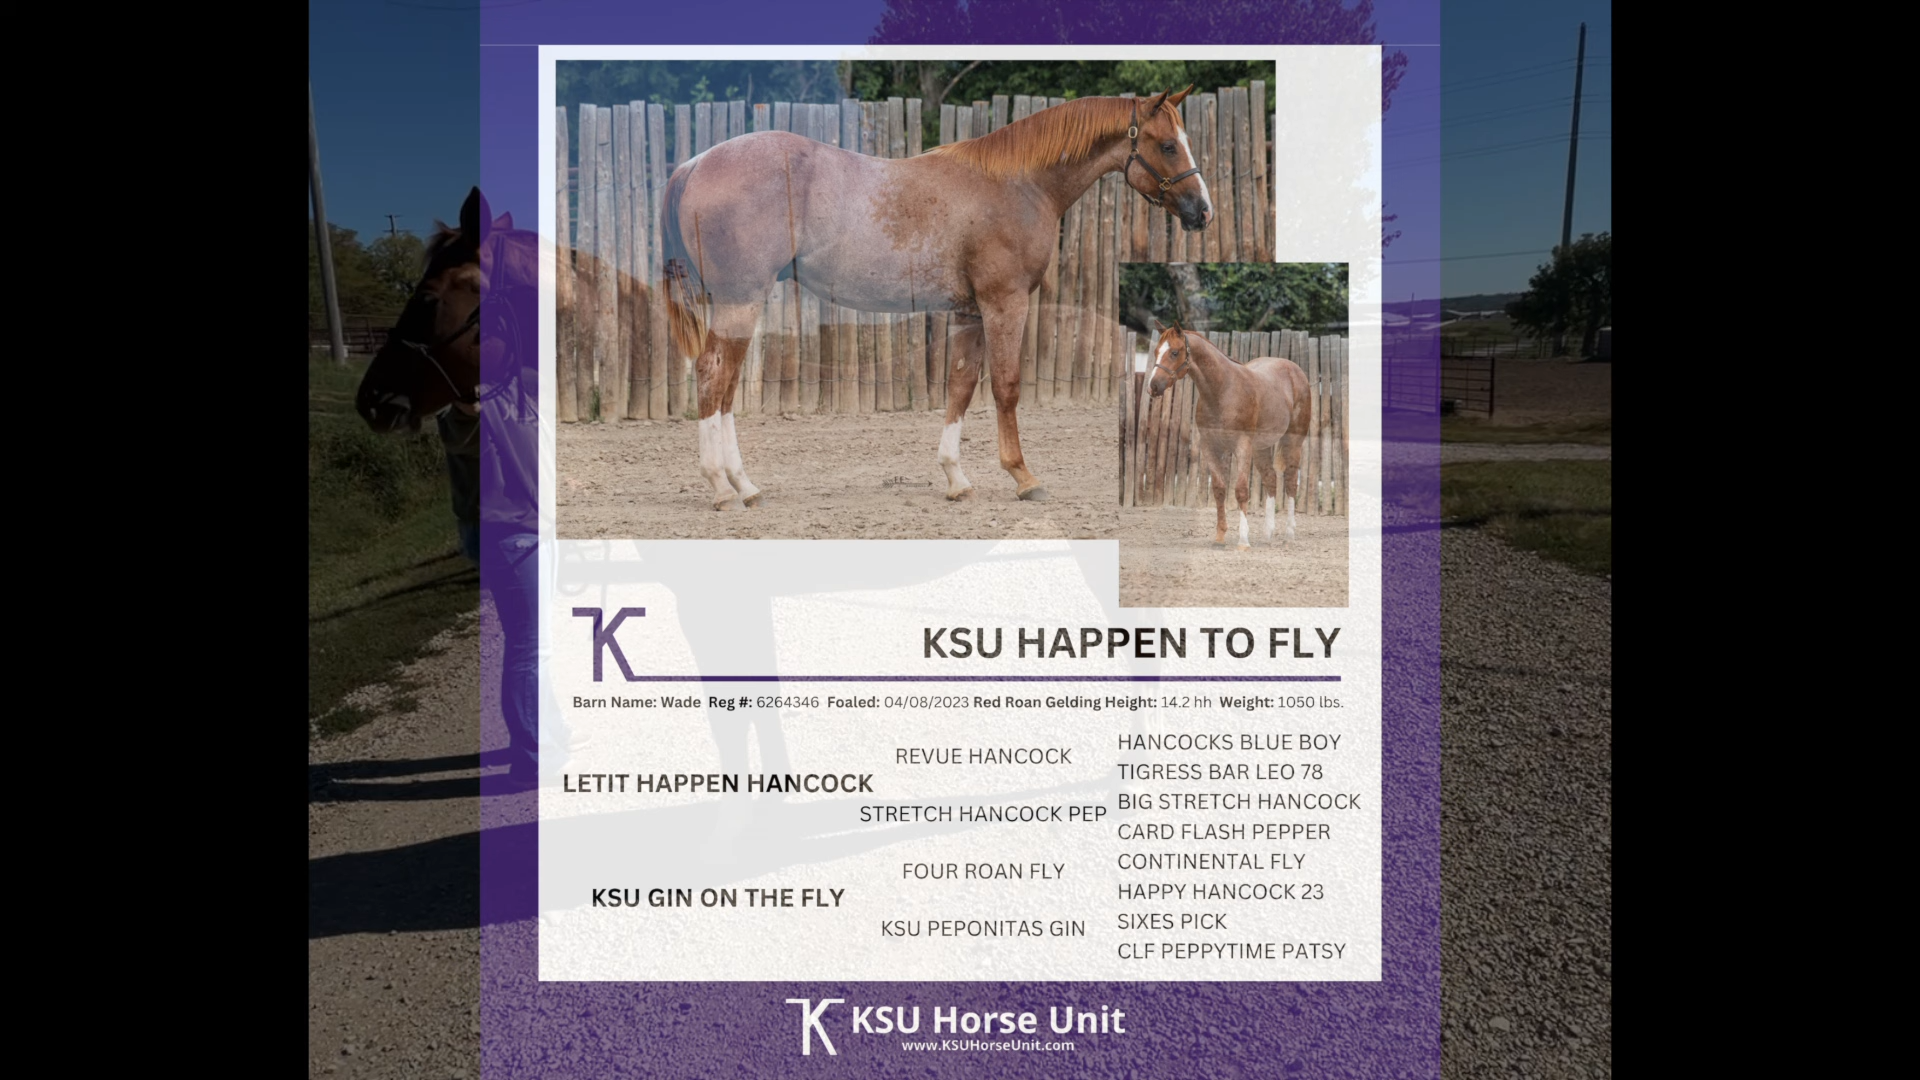 KSU HAPPEN TO FLY
Barn Name: Wade Reg #: 6264346 Foaled: 04/08/2023 Red Roan Gelding Height: 14.2 hh Weight: 1050 lbs.
LETIT HAPPEN HANCOCK
KSU GIN ON THE FLY
REVUE HANCOCK
STRETCH HANCOCK PEP
FOUR ROAN FLY
KSU PEPONITAS GIN
HANCOCKS BLUE BOY
TIGRESS BAR LEO 78
BIG STRETCH HANCOCK
CARD FLASH PEPPER
CONTINENTAL FLY
HAPPY HANCOCK 23
SIXES PICK
CLF PEPPYTIME PATSY
KSU Horse Unit
www.KSUHorseUnit.com